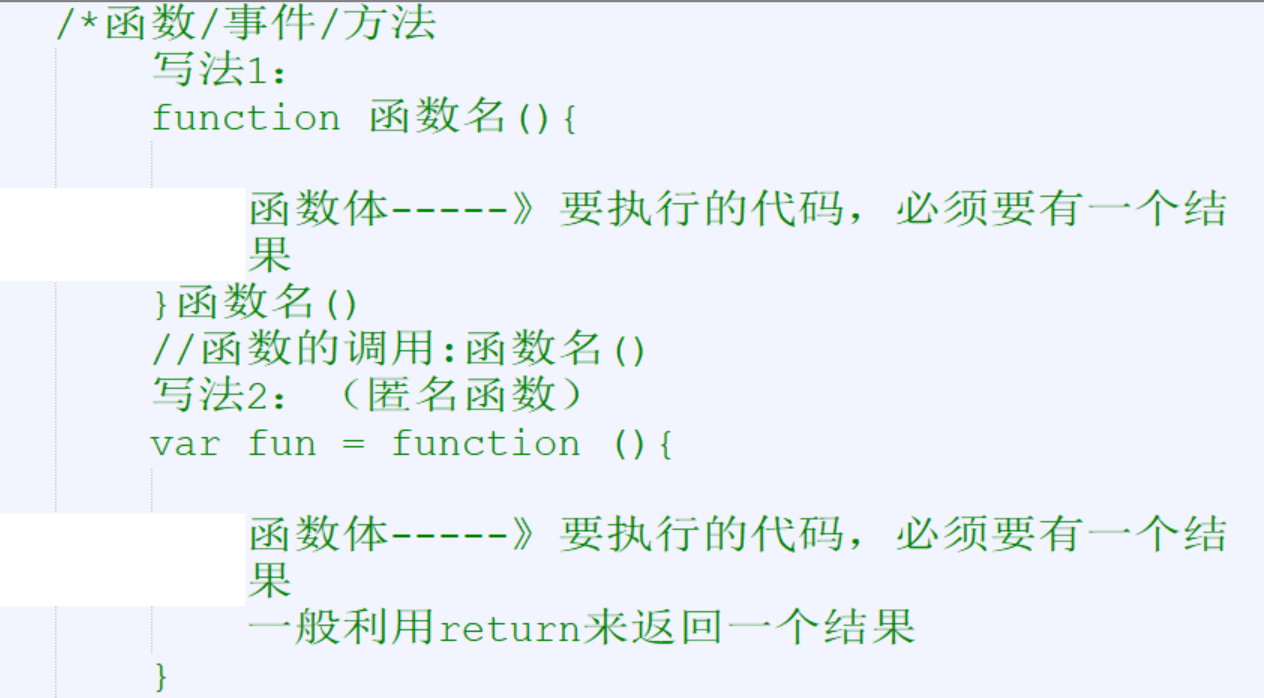 /*函数/事件/方法
写法1：
function 函数名(){
函数体-----》要执行的代码，必须要有一个结
果
}函数名()
//函数的调用:函数名()
写法2：（匿名函数）
var fun = function (){
函数体-----》要执行的代码，必须要有一个结
果
一般利用return来返回一个结果
}